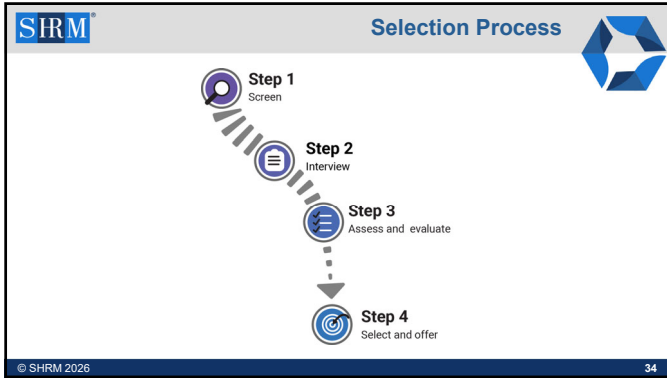 SHRM®
Selection Process
Step 1
Screen
Step 2
Interview
Step 3
Assess and evaluate
Step 4
Select and offer
© SHRM 2026
34